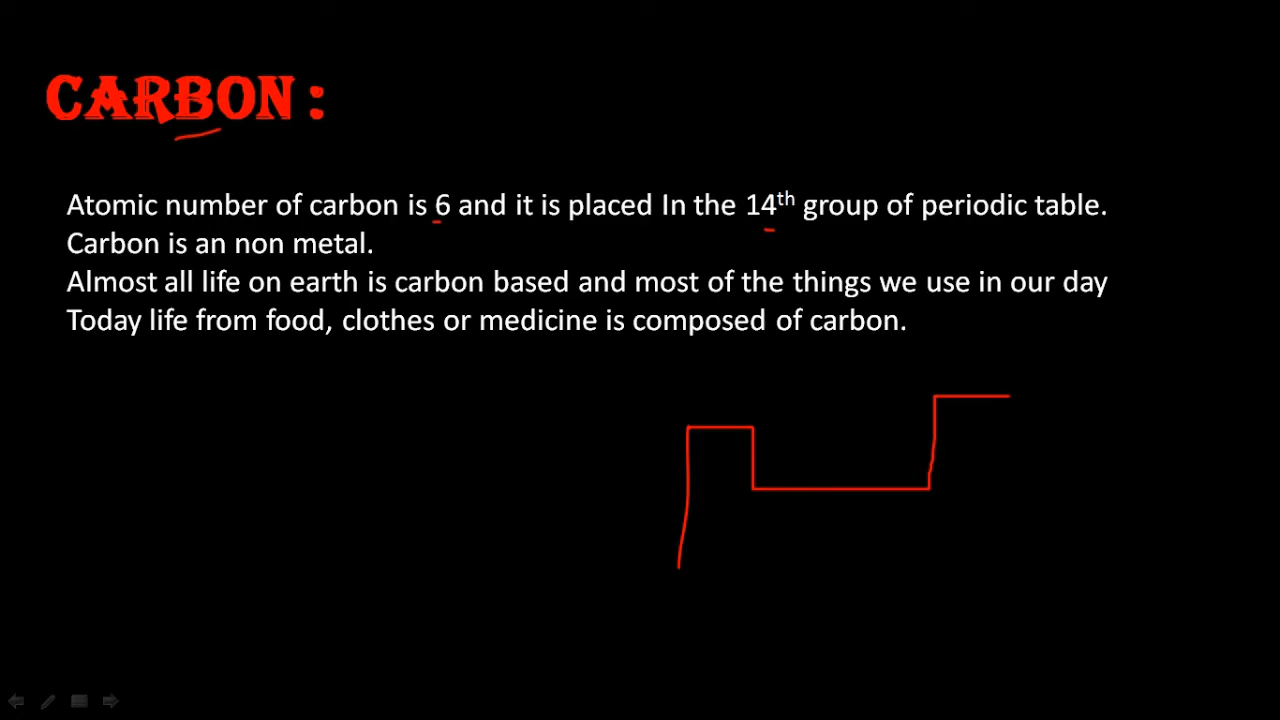 CARBON :
Atomic number of carbon is 6 and it is placed In the 14th group of periodic table.
Carbon is an non metal.
Almost all life on earth is carbon based and most of the things we use in our day
Today life from food, clothes or medicine is composed of carbon.